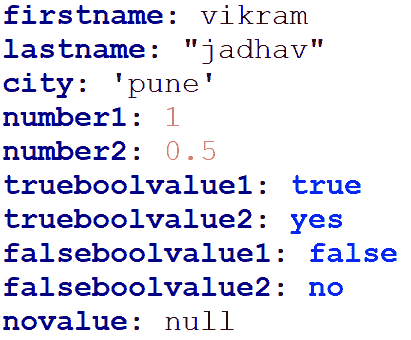 firstname: vikram
lastname: "jadhav"
city: 'pune'
number1: 1
number2: 0.5
trueboolvalue1: true
trueboolvalue2: yes
falseboolvalue1: false
falseboolvalue2: no
novalue: null